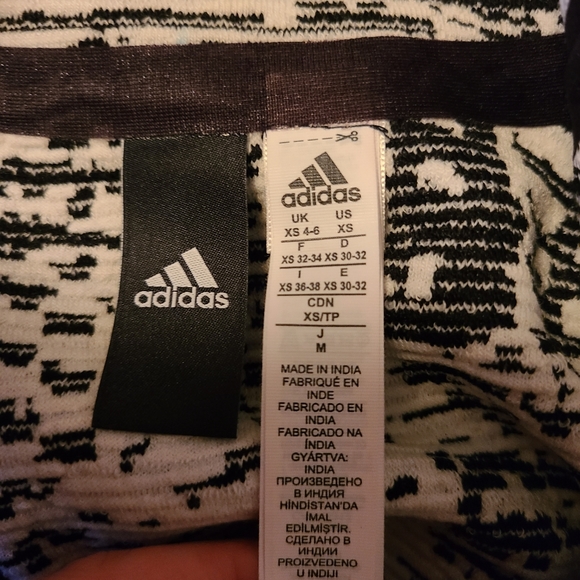 adidas
adidas
UK US
XS 4-6 XS
F D
XS 32-34 XS 30-32
I E
XS 36-38 XS 30-32
CDN
XS/TP
J
M
MADE IN INDIA
FABRIQUÉ EN
INDE
FABRICADO EN
INDIA
FABRICADO NA
ÍNDIA
GYÁRTVA:
INDIA
ПРОИЗВЕДЕНО
В ИНДИЯ
HİNDİSTAN'DA
İMAL
EDİLMİŞTİR.
СДЕЛАНО В
ИНДИИ
PROIZVEDENO
U INDIJI